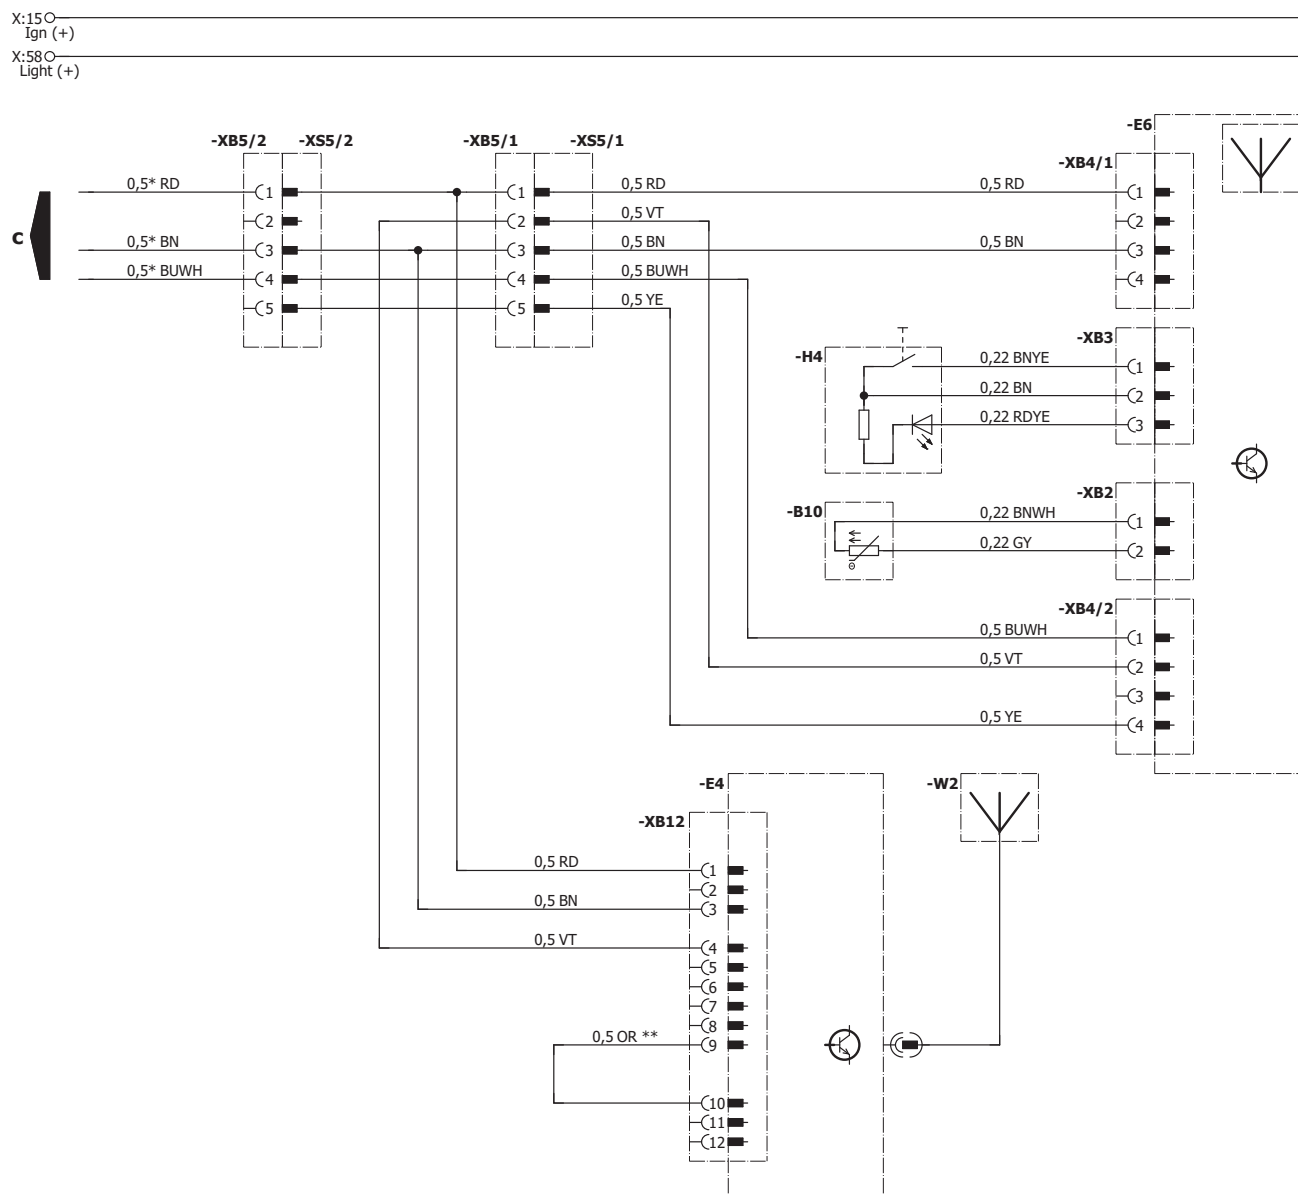 X:15
Ign (+)
X:58
Light (+)
-XB5/2 -XS5/2 -XB5/1 -XS5/1 -E6
-XB4/1
0,5* RD 1 1 0,5 RD 0,5 RD 1
2 2 0,5 VT 2
C
0,5* BN 3 3 0,5 BN 0,5 BN 3
0,5* BUWH 4 4 0,5 BUWH 4
5 5 0,5 YE
-XB3
-H4
0,22 BNYE 1
0,22 BN 2
0,22 RDYE 3
-XB2
-B10
0,22 BNWH 1
0,22 GY 2
Θ
-XB4/2
0,5 BUWH 1
0,5 VT 2
3
0,5 YE 4
-E4 -W2
-XB12
0,5 RD 1
2
0,5 BN 3
0,5 VT 4
5
6
7
8
0,5 OR ** 9
10
11
12